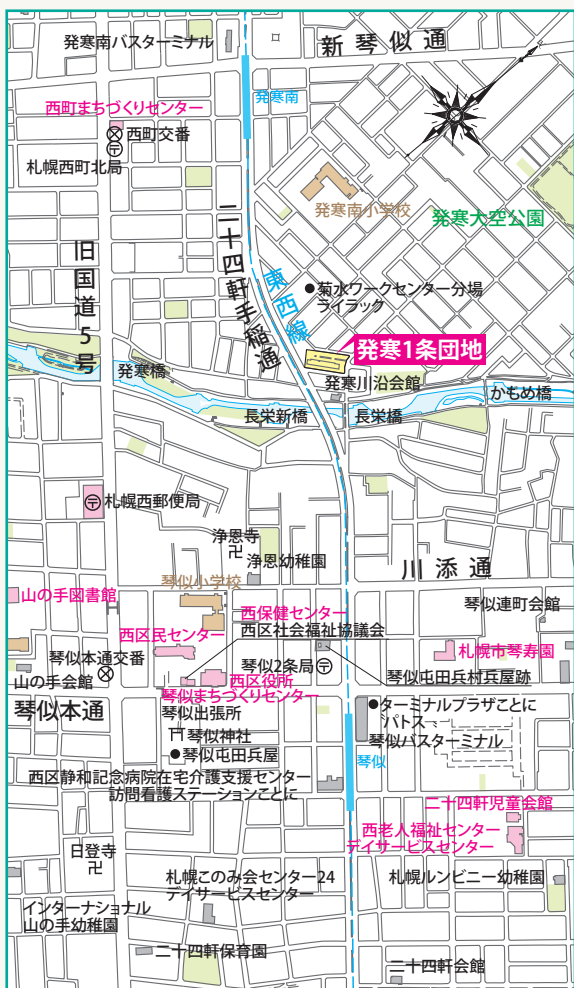 発寒南バスターミナル
新琴似通
発寒南
西町まちづくりセンター
西町交番
札幌西町北局
発寒南小学校
発寒大空公園
二十四軒手稲通
旧国道5号
東西線
菊水ワークセンター分場
ライラック
発寒1条団地
発寒橋
発寒川沿会館
かもめ橋
長栄新橋
長栄橋
札幌西郵便局
浄恩寺
浄恩幼稚園
川添通
琴似小学校
山の手図書館
西保健センター
西区社会福祉協議会
琴似連町会館
西区民センター
琴似本通交番
琴似2条局
札幌市琴寿園
山の手会館
西区役所
琴似屯田兵村兵屋跡
琴似まちづくりセンター
琴似本通
琴似出張所
ターミナルプラザことに
パトス
琴似神社
琴似バスターミナル
琴似屯田兵屋
琴似
西区静和記念病院在宅介護支援センター
訪問看護ステーションことに
二十四軒児童会館
西老人福祉センター
デイサービスセンター
日登寺
札幌このみ会センター24
デイサービスセンター
札幌ルンビニー幼稚園
インターナショナル
山の手幼稚園
二十四軒保育園
二十四軒会館